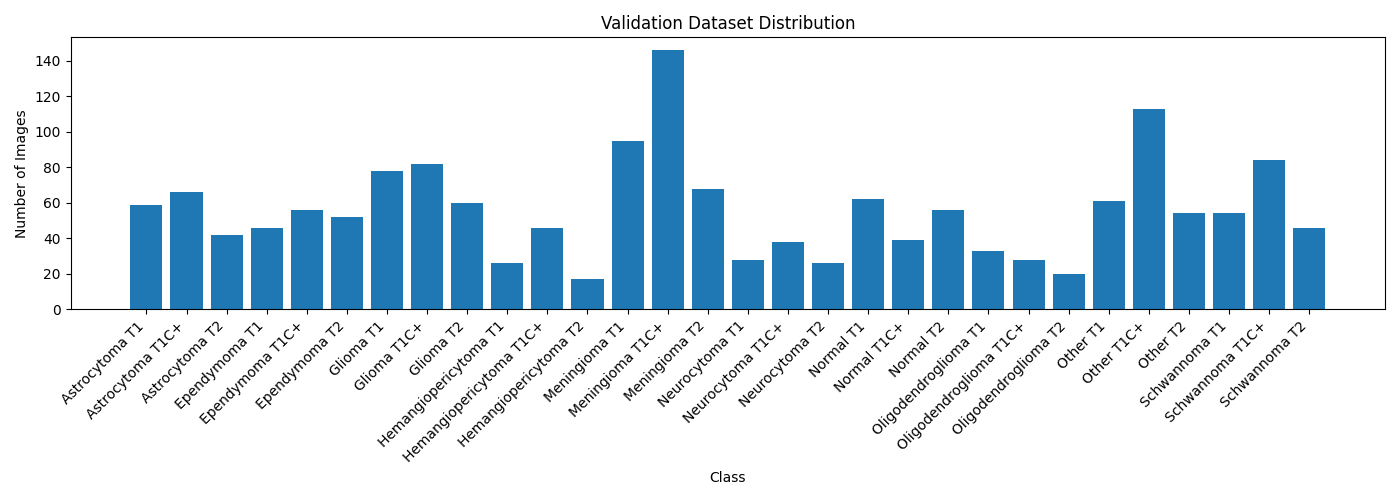 Validation Dataset Distribution
Number of Images
140
120
100
80
60
40
20
0
Astrocytoma T1
Astrocytoma T1C+
Astrocytoma T2
Ependymoma T1
Ependymoma T1C+
Ependymoma T2
Glioma T1
Glioma T1C+
Glioma T2
Hemangiopericytoma T1
Hemangiopericytoma T1C+
Hemangiopericytoma T2
Meningioma T1
Meningioma T1C+
Meningioma T2
Neurocytoma T1
Neurocytoma T1C+
Neurocytoma T2
Normal T1
Normal T1C+
Normal T2
Oligodendroglioma T1
Oligodendroglioma T1C+
Oligodendroglioma T2
Other T1
Other T1C+
Other T2
Schwannoma T1
Schwannoma T1C+
Schwannoma T2
Class